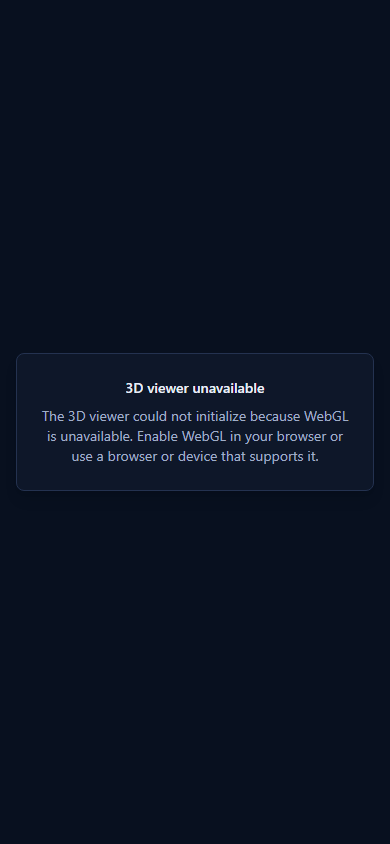 3D viewer unavailable
The 3D viewer could not initialize because WebGL
is unavailable. Enable WebGL in your browser or
use a browser or device that supports it.